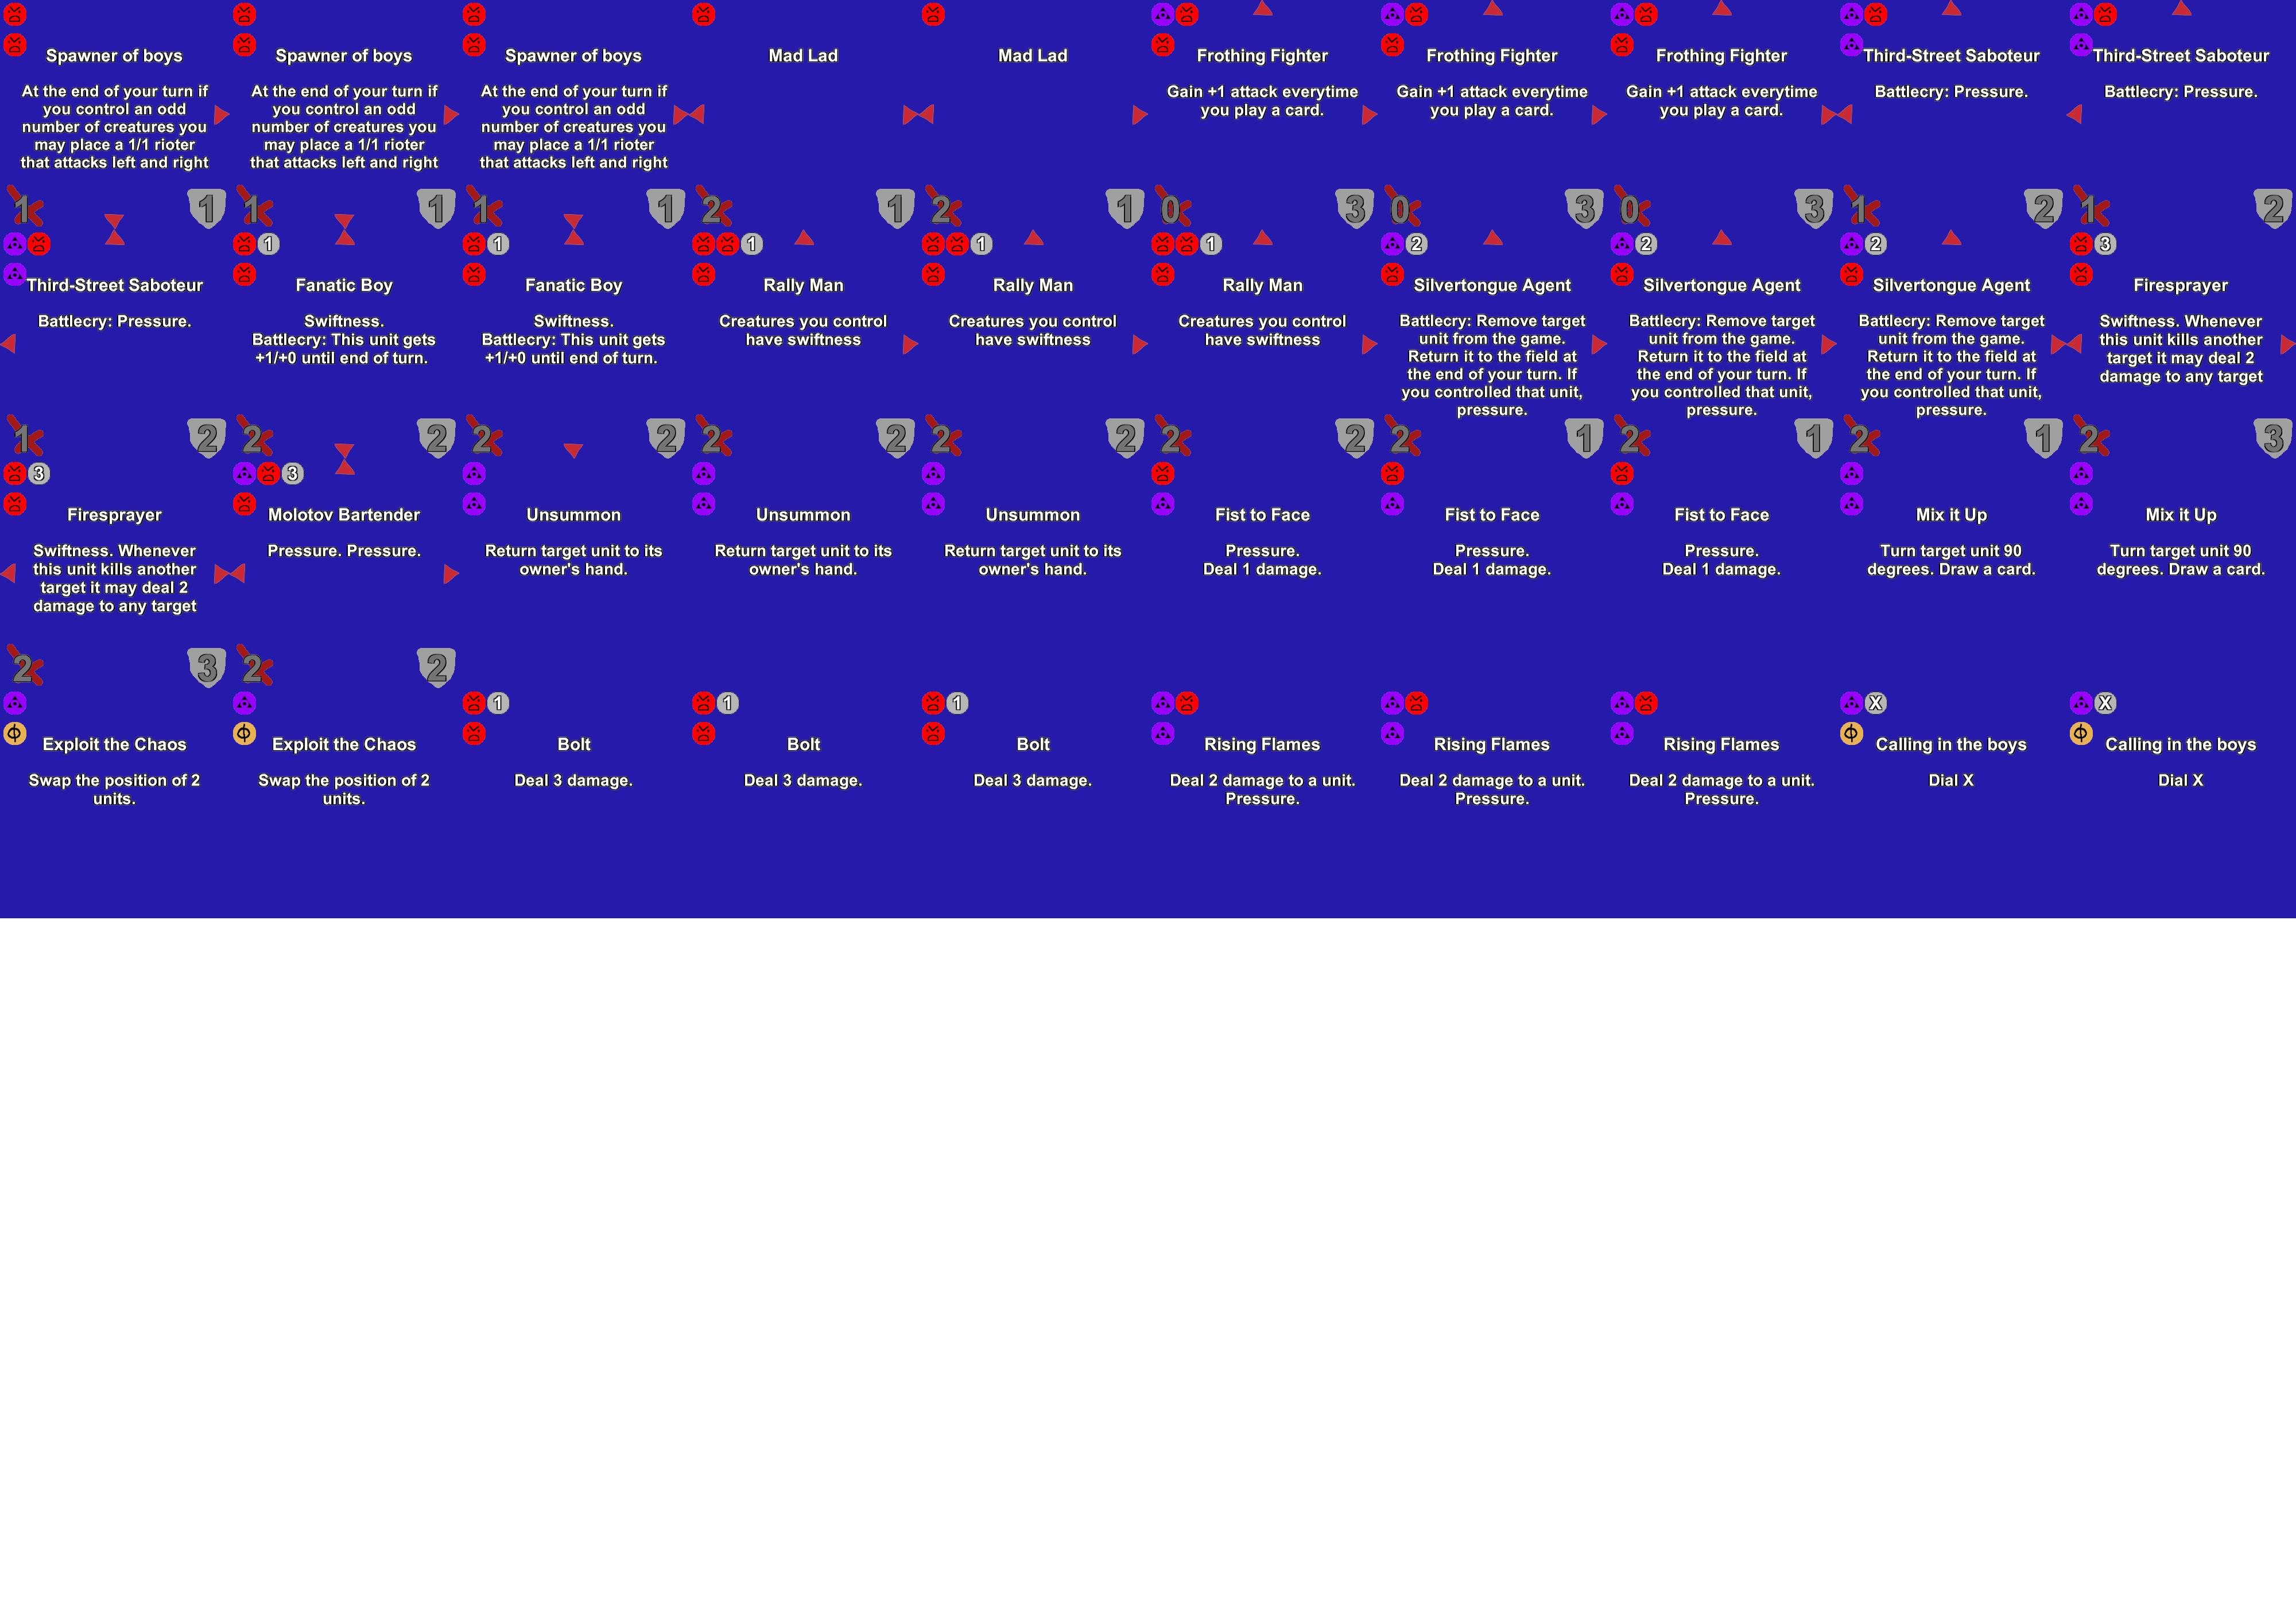 Spawner of boys
At the end of your turn if
you control an odd
number of creatures you
may place a 1/1 rioter
that attacks left and right
1
1
Spawner of boys
At the end of your turn if
you control an odd
number of creatures you
may place a 1/1 rioter
that attacks left and right
1
1
Spawner of boys
At the end of your turn if
you control an odd
number of creatures you
may place a 1/1 rioter
that attacks left and right
1
1
Mad Lad
2
1
Mad Lad
2
1
Frothing Fighter
Gain +1 attack everytime
you play a card.
0
3
Frothing Fighter
Gain +1 attack everytime
you play a card.
0
3
Frothing Fighter
Gain +1 attack everytime
you play a card.
0
3
Third-Street Saboteur
Battlecry: Pressure.
1
2
Third-Street Saboteur
Battlecry: Pressure.
1
2
Third-Street Saboteur
Battlecry: Pressure.
1
2
1
Fanatic Boy
Swiftness.
Battlecry: This unit gets
+1/+0 until end of turn.
2
2
1
Fanatic Boy
Swiftness.
Battlecry: This unit gets
+1/+0 until end of turn.
2
2
1
Rally Man
Creatures you control
have swiftness
2
2
1
Rally Man
Creatures you control
have swiftness
2
2
1
Rally Man
Creatures you control
have swiftness
2
2
2
Silvertongue Agent
Battlecry: Remove target
unit from the game.
Return it to the field at
the end of your turn. If
you controlled that unit,
pressure.
2
1
2
Silvertongue Agent
Battlecry: Remove target
unit from the game.
Return it to the field at
the end of your turn. If
you controlled that unit,
pressure.
2
1
2
Silvertongue Agent
Battlecry: Remove target
unit from the game.
Return it to the field at
the end of your turn. If
you controlled that unit,
pressure.
2
1
3
Firesprayer
Swiftness. Whenever
this unit kills another
target it may deal 2
damage to any target
2
3
3
Firesprayer
Swiftness. Whenever
this unit kills another
target it may deal 2
damage to any target
2
3
3
Molotov Bartender
Pressure. Pressure.
2
2
Unsummon
Return target unit to its
owner's hand.
Unsummon
Return target unit to its
owner's hand.
Unsummon
Return target unit to its
owner's hand.
Fist to Face
Pressure.
Deal 1 damage.
Fist to Face
Pressure.
Deal 1 damage.
Fist to Face
Pressure.
Deal 1 damage.
Mix it Up
Turn target unit 90
degrees. Draw a card.
Mix it Up
Turn target unit 90
degrees. Draw a card.
Exploit the Chaos
Swap the position of 2
units.
Exploit the Chaos
Swap the position of 2
units.
1
Bolt
Deal 3 damage.
1
Bolt
Deal 3 damage.
1
Bolt
Deal 3 damage.
Rising Flames
Deal 2 damage to a unit.
Pressure.
Rising Flames
Deal 2 damage to a unit.
Pressure.
Rising Flames
Deal 2 damage to a unit.
Pressure.
X
Calling in the boys
Dial X
X
Calling in the boys
Dial X